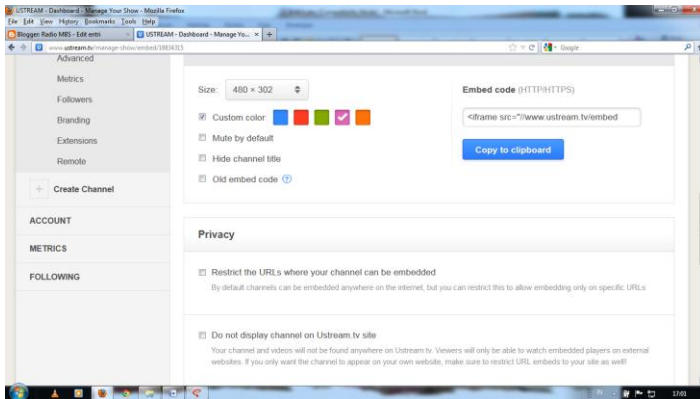 USTREAM - Dashboard - Manage Your Show - Mozilla Firefox
File Edit View History Bookmarks Tools Help
Blogger: Radio MBS - Edit entri
USTREAM - Dashboard - Manage Yo...
www.ustream.tv/manage-show/embed/18834315
Google
Advanced
Metrics
Followers
Branding
Extensions
Remote
Create Channel
ACCOUNT
METRICS
FOLLOWING
Size: 480 × 302
Custom color
Mute by default
Hide channel title
Old embed code ?
Embed code (HTTP/HTTPS)
<iframe src="//www.ustream.tv/embed
Copy to clipboard
Privacy
Restrict the URLs where your channel can be embedded
By default channels can be embedded anywhere on the internet, but you can restrict this to allow embedding only on specific URLs
Do not display channel on Ustream.tv site
Your channel and videos will not be found anywhere on Ustream.tv. Viewers will only be able to watch embedded players on external
websites. If you only want the channel to appear on your own website, make sure to restrict URL embeds to your site as well!
17:01